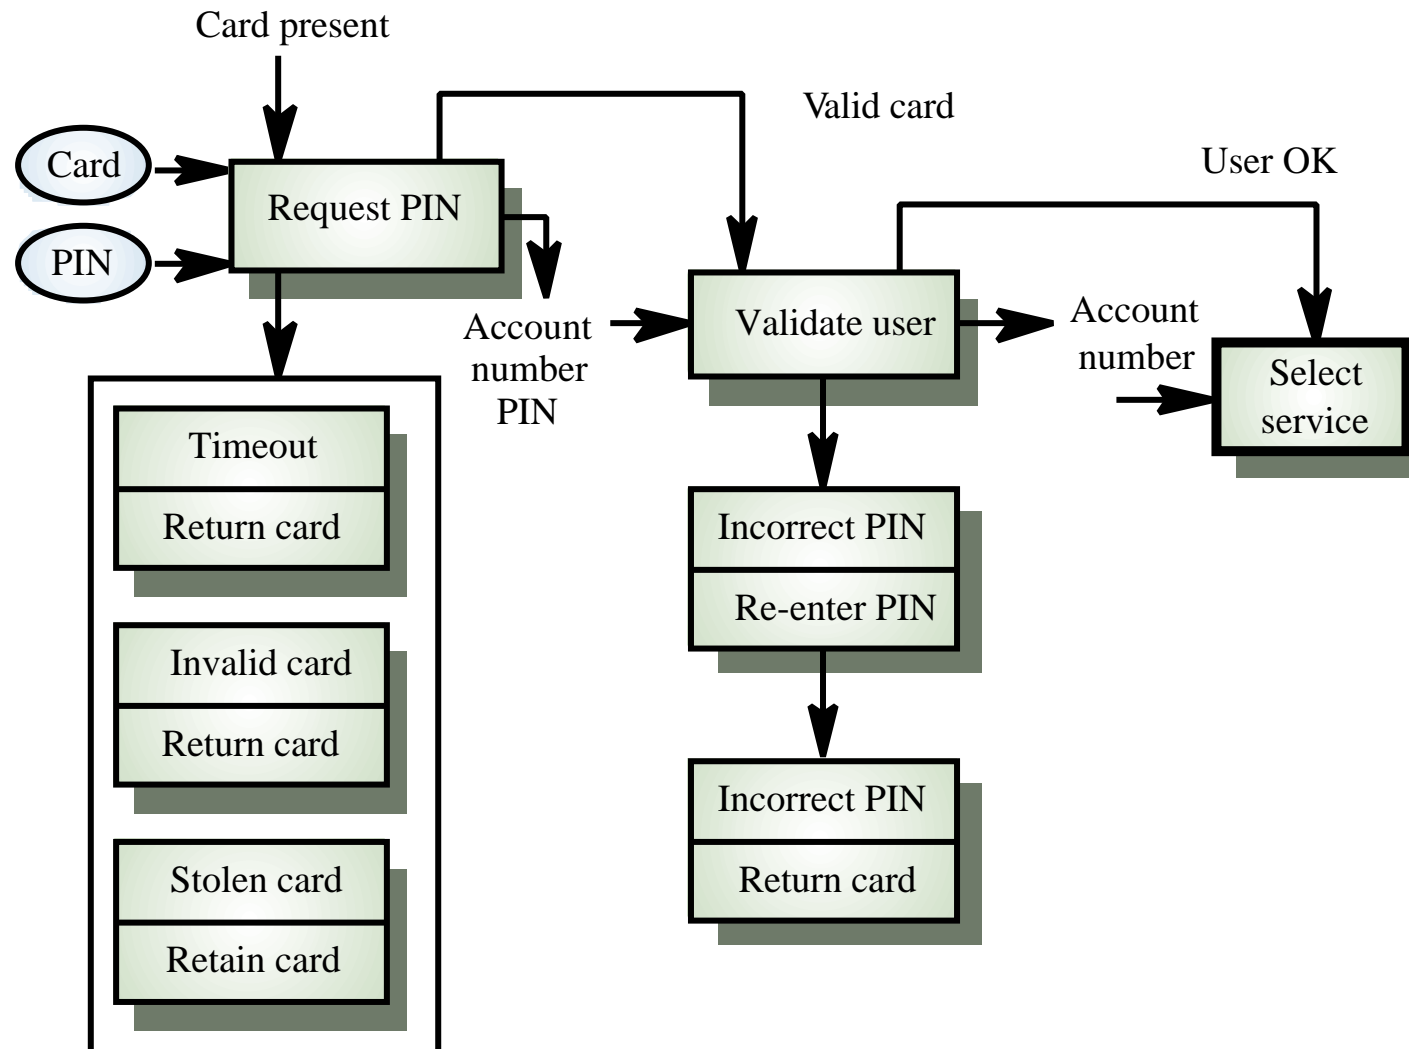 Card present
Valid card
User OK
Card
Request PIN
PIN
Account
number
PIN
Validate user
Account
number
Select
service
Timeout
Return card
Invalid card
Return card
Stolen card
Retain card
Incorrect PIN
Re-enter PIN
Incorrect PIN
Return card